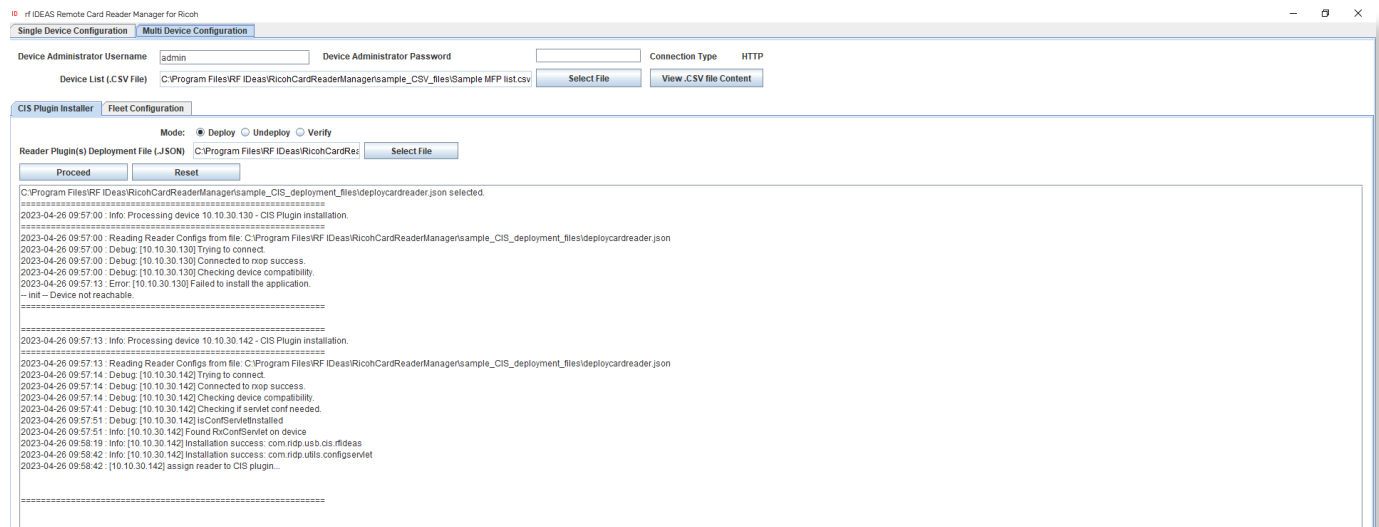 ID rf IDEAS Remote Card Reader Manager for Ricoh
Single Device Configuration Multi Device Configuration
Device Administrator Username admin Device Administrator Password Connection Type HTTP
Device List (.CSV File) C:\Program Files\RF IDeas\RicohCardReaderManager\sample_CSV_files\Sample MFP list.csv Select File View .CSV file Content
CIS Plugin Installer Fleet Configuration
Mode: Deploy Undeploy Verify
Reader Plugin(s) Deployment File (.JSON) C:\Program Files\RF IDeas\RicohCardRea Select File
Proceed Reset
C:\Program Files\RF IDeas\RicohCardReaderManager\sample_CIS_deployment_files\deploycardreader.json selected.
=============================================================
2023-04-26 09:57:00 : Info: Processing device 10.10.30.130 - CIS Plugin installation.
=============================================================
2023-04-26 09:57:00 : Reading Reader Configs from file: C:\Program Files\RF IDeas\RicohCardReaderManager\sample_CIS_deployment_files\deploycardreader.json
2023-04-26 09:57:00 : Debug: [10.10.30.130] Trying to connect.
2023-04-26 09:57:00 : Debug: [10.10.30.130] Connected to rxop success.
2023-04-26 09:57:00 : Debug: [10.10.30.130] Checking device compatibility.
2023-04-26 09:57:13 : Error: [10.10.30.130] Failed to install the application.
-- init -- Device not reachable.
=============================================================
=============================================================
2023-04-26 09:57:13 : Info: Processing device 10.10.30.142 - CIS Plugin installation.
=============================================================
2023-04-26 09:57:13 : Reading Reader Configs from file: C:\Program Files\RF IDeas\RicohCardReaderManager\sample_CIS_deployment_files\deploycardreader.json
2023-04-26 09:57:14 : Debug: [10.10.30.142] Trying to connect.
2023-04-26 09:57:14 : Debug: [10.10.30.142] Connected to rxop success.
2023-04-26 09:57:14 : Debug: [10.10.30.142] Checking device compatibility.
2023-04-26 09:57:41 : Debug: [10.10.30.142] Checking if servlet conf needed.
2023-04-26 09:57:51 : Debug: [10.10.30.142] isConfServletInstalled
2023-04-26 09:57:51 : Info: [10.10.30.142] Found RxConfServlet on device
2023-04-26 09:58:19 : Info: [10.10.30.142] Installation success: com.ridp.usb.cis.rfideas
2023-04-26 09:58:42 : Info: [10.10.30.142] Installation success: com.ridp.utils.configservlet
2023-04-26 09:58:42 : [10.10.30.142] assign reader to CIS plugin...
=============================================================